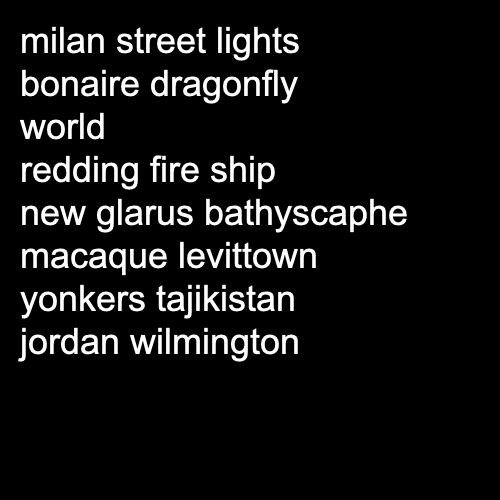 milan street lights
bonaire dragonfly
world
redding fire ship
new glarus bathyscaphe
macaque levittown
yonkers tajikistan
jordan wilmington